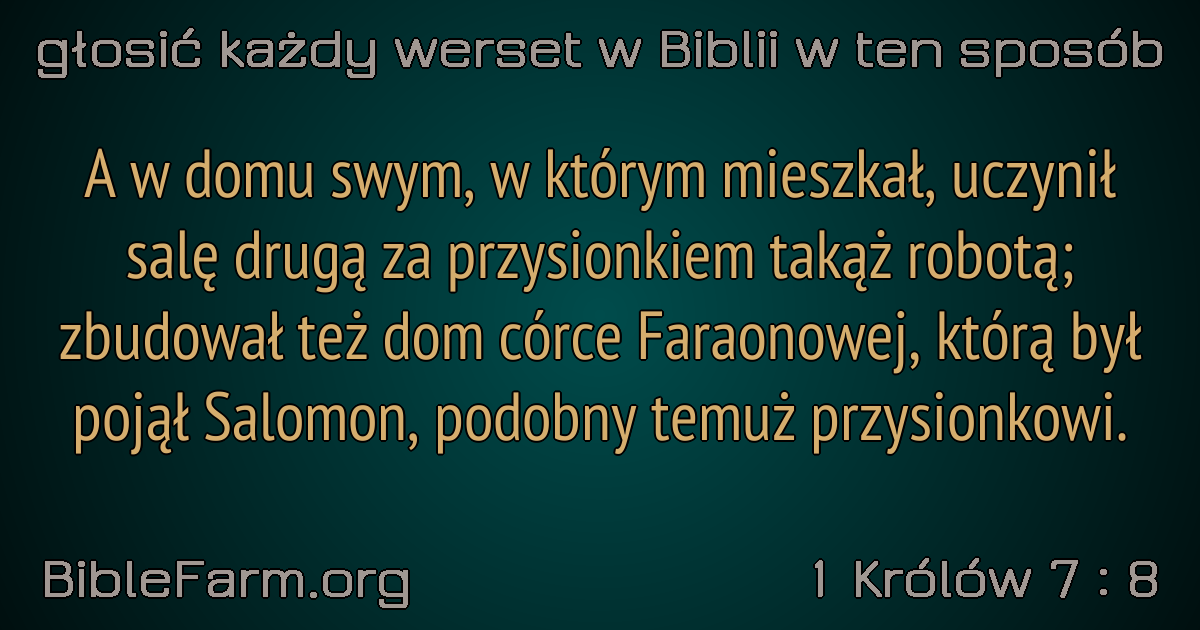 głosić każdy werset w Biblii w ten sposób
A w domu swym, w którym mieszkał, uczynił
salę drugą za przysionkiem takąż robotą;
zbudował też dom córce Faraonowej, którą był
pojął Salomon, podobny temuż przysionkowi.
BibleFarm.org
1 Królów 7 : 8